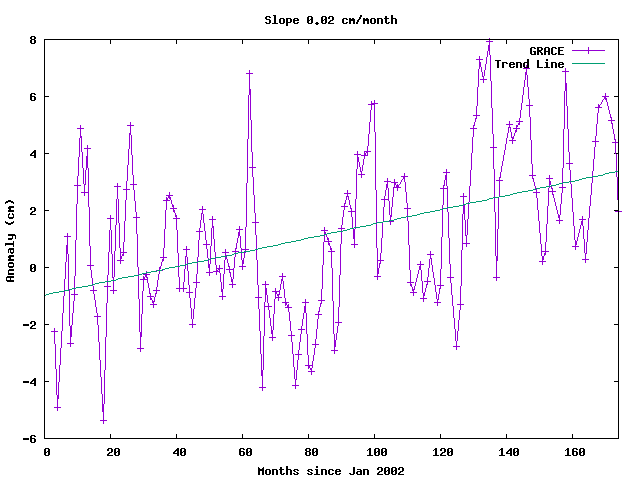 Slope 0.02 cm/month
GRACE
Trend Line
8
6
4
2
0
-2
-4
-6
Anomaly (cm)
0 20 40 60 80 100 120 140 160
Months since Jan 2002